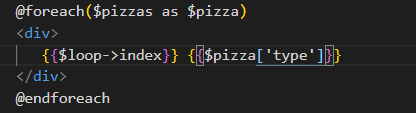 @foreach($pizzas as $pizza)
<div>
{{$loop->index}} {{$pizza['type']}}
</div>
@endforeach